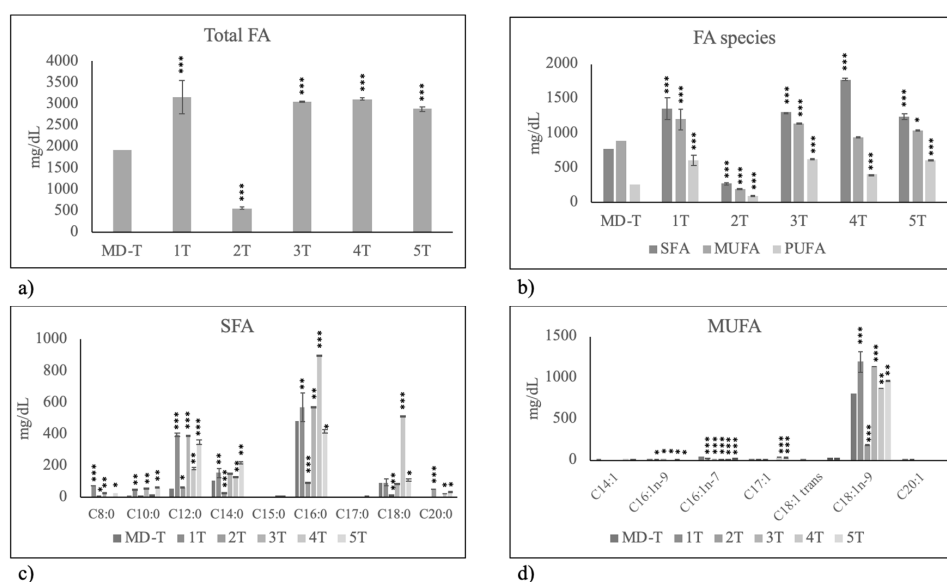 Total FA
mg/dL
4000
3500
3000
2500
2000
1500
1000
500
0
***
***
***
***
***
MD-T 1T 2T 3T 4T 5T
a)
FA species
mg/dL
2000
1500
1000
500
0
*** *** ***
*** *** ***
*** *** ***
*** ***
*** * ***
MD-T 1T 2T 3T 4T 5T
SFA MUFA PUFA
b)
SFA
mg/dL
1000
800
600
400
200
0
C8:0 C10:0 C12:0 C14:0 C15:0 C16:0 C17:0 C18:0 C20:0
MD-T 1T 2T 3T 4T 5T
c)
MUFA
mg/dL
1500
1000
500
0
C14:1
C16:1n-9
C16:1n-7
C17:1
C18:1 trans
C18:1n-9
C20:1
MD-T 1T 2T 3T 4T 5T
d)